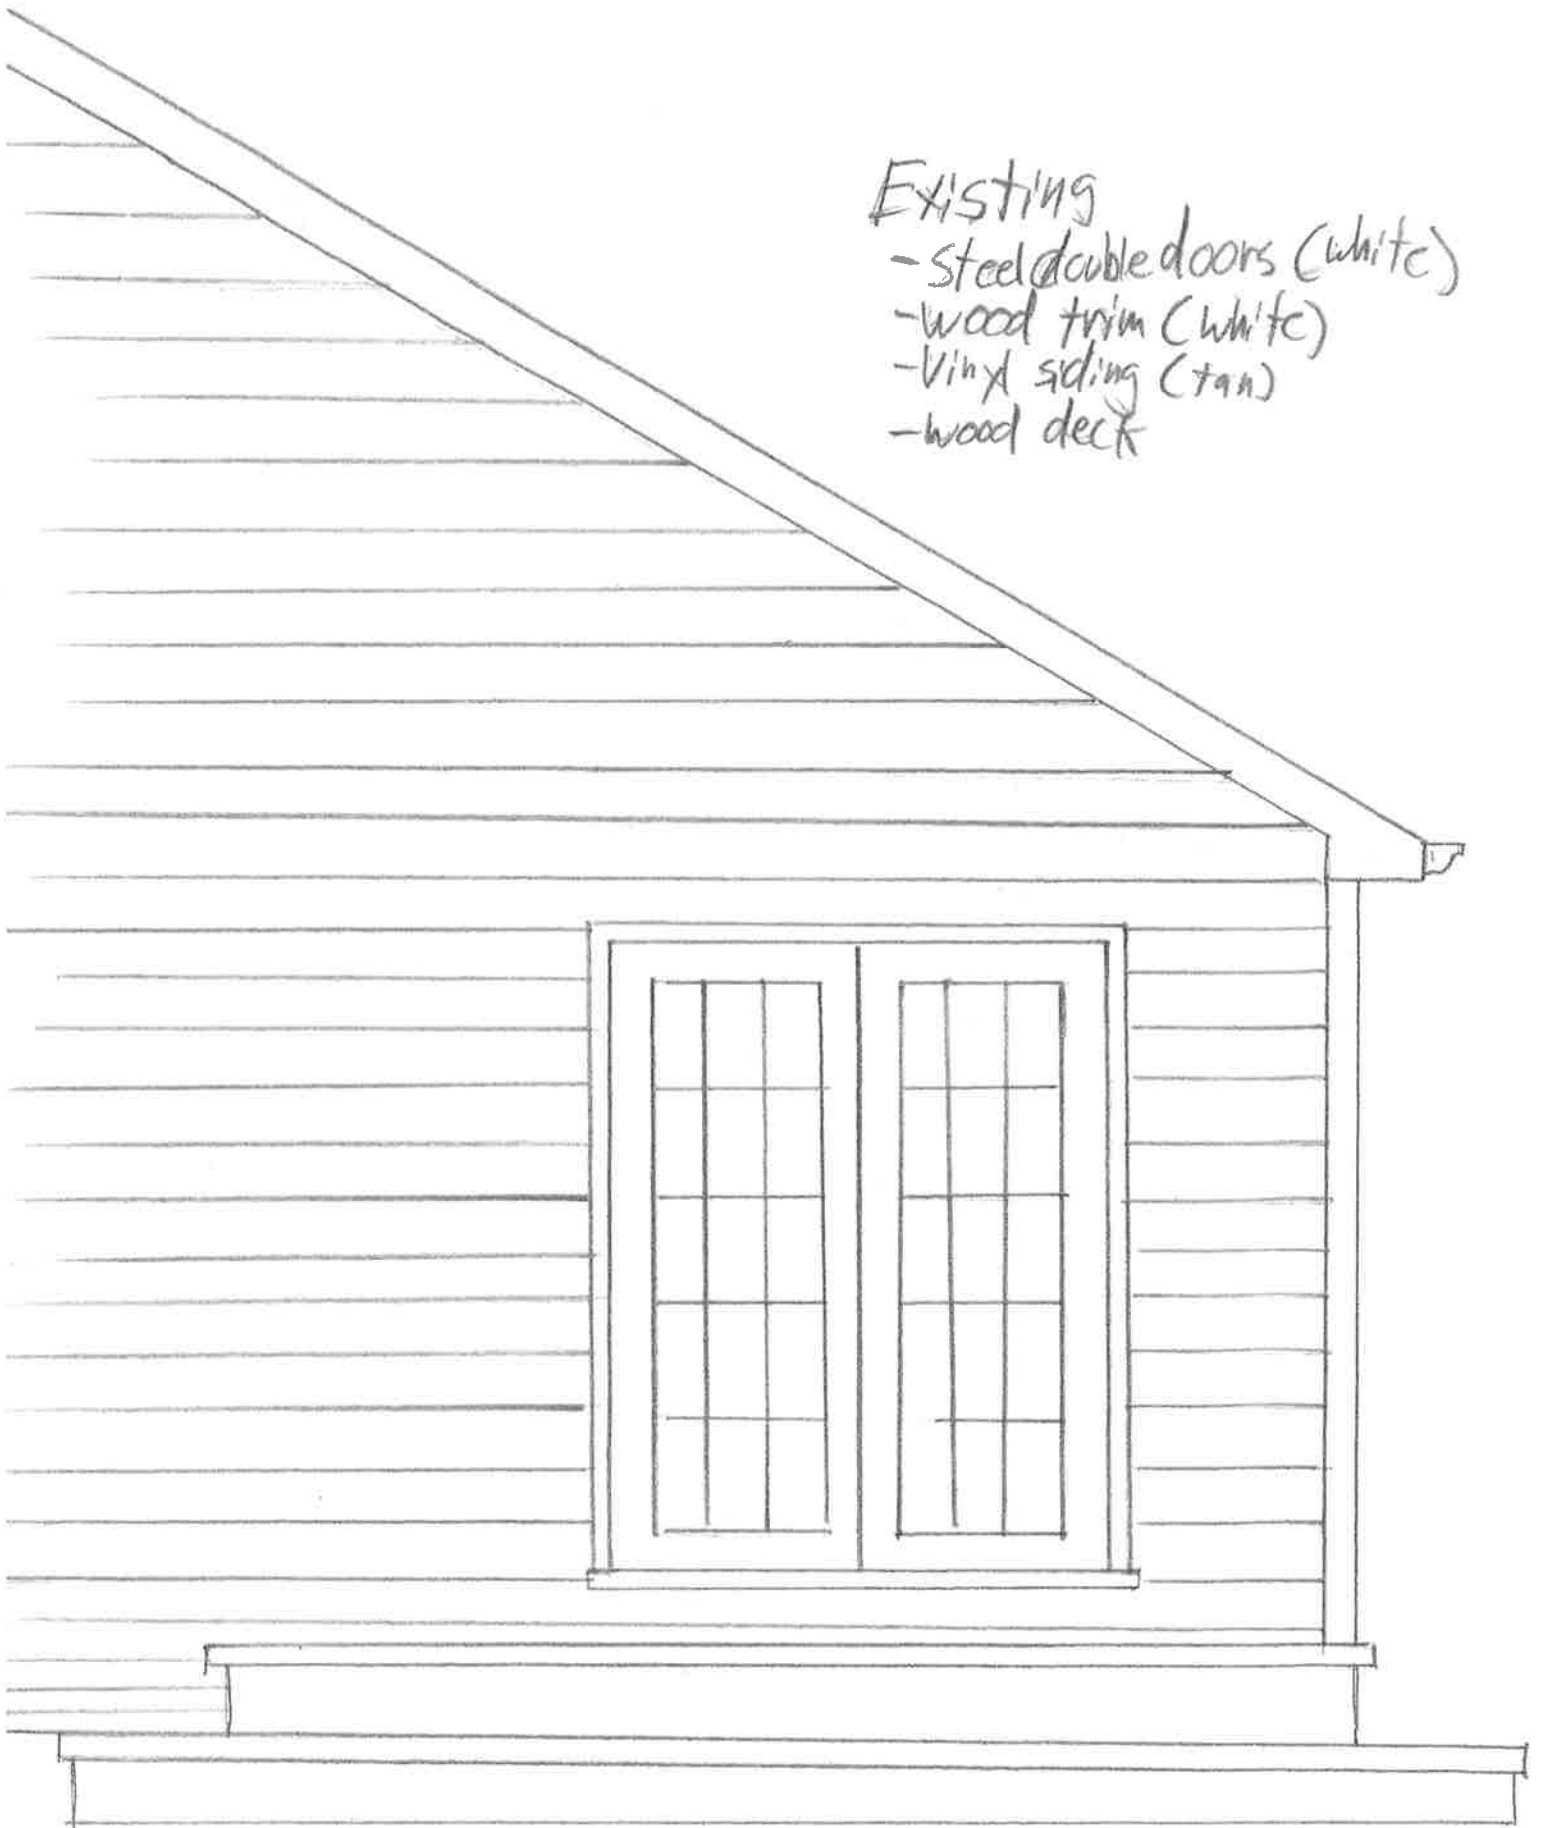 Existing
- Steel double doors (white)
- wood trim (white)
- Vinyl siding (tan)
- wood deck